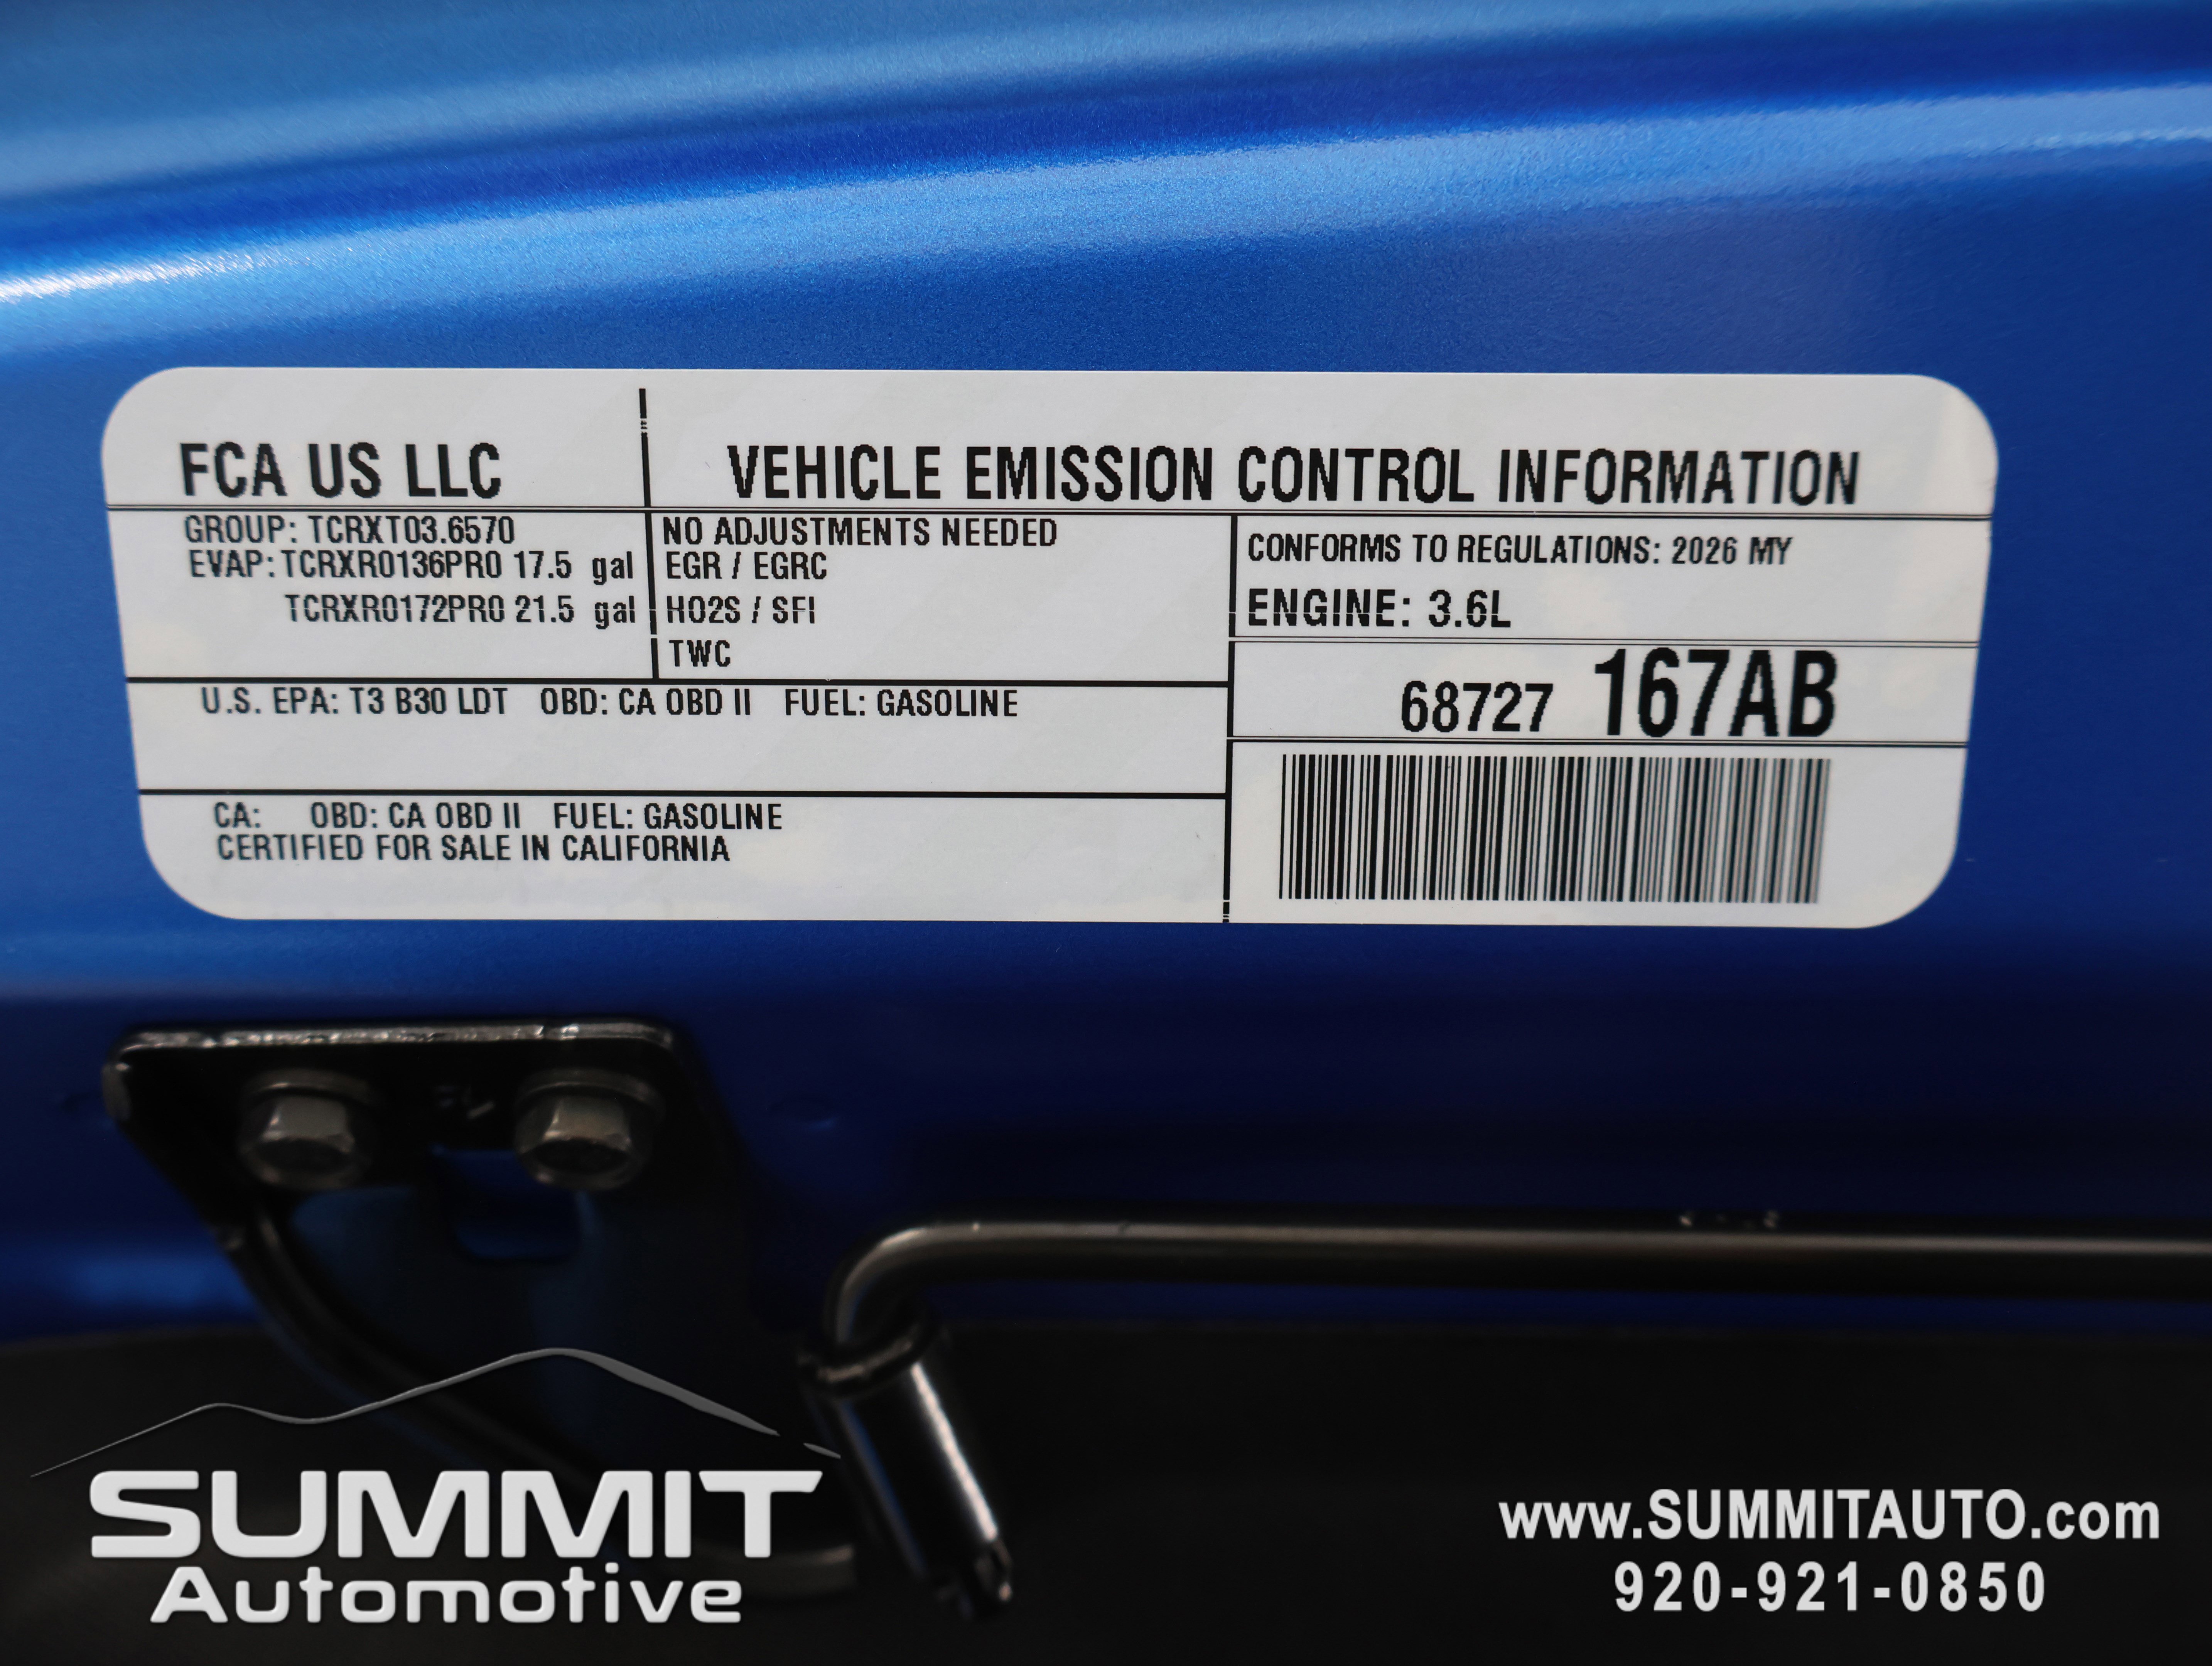 FCA US LLC
VEHICLE EMISSION CONTROL INFORMATION
GROUP: TCRXT03.6570
EVAP: TCRXR0136PR0 17.5 gal
TCRXR0172PR0 21.5 gal
NO ADJUSTMENTS NEEDED
EGR / EGRC
HO2S / SFI
TWC
CONFORMS TO REGULATIONS: 2026 MY
ENGINE: 3.6L
68727 167AB
U.S. EPA: T3 B30 LDT OBD: CA OBD II FUEL: GASOLINE
CA: OBD: CA OBD II FUEL: GASOLINE
CERTIFIED FOR SALE IN CALIFORNIA
SUMMIT
Automotive
www.SUMMITAUTO.com
920-921-0850